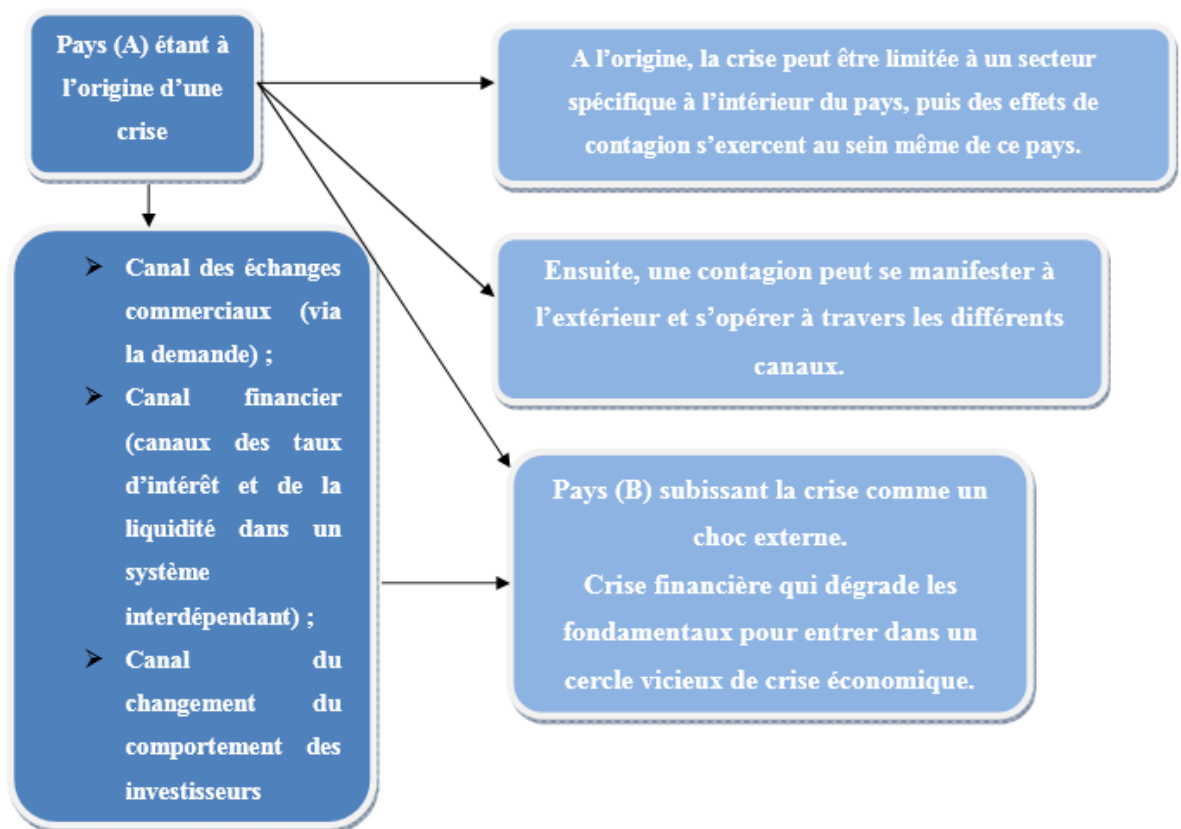 Pays (A) étant à
l’origine d’une
crise
A l’origine, la crise peut être limitée à un secteur
spécifique à l’intérieur du pays, puis des effets de
contagion s’exercent au sein même de ce pays.
➢ Canal des échanges
commerciaux (via
la demande) ;
➢ Canal financier
(canaux des taux
d’intérêt et de la
liquidité dans un
système
interdépendant) ;
➢ Canal du
changement du
comportement des
investisseurs
Ensuite, une contagion peut se manifester à
l’extérieur et s’opérer à travers les différents
canaux.
Pays (B) subissant la crise comme un
choc externe.
Crise financière qui dégrade les
fondamentaux pour entrer dans un
cercle vicieux de crise économique.